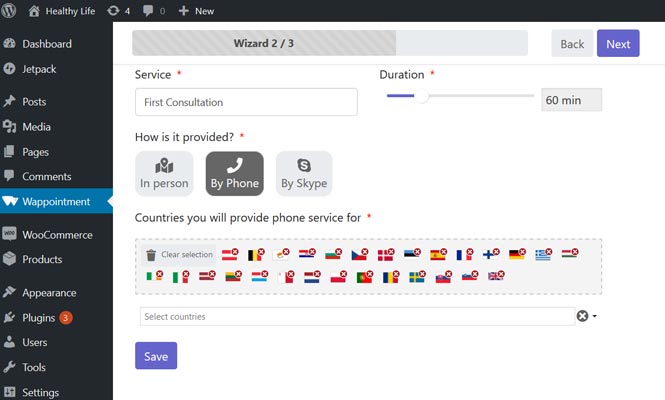 Healthy Life 4 0 + New
Dashboard
Jetpack
Posts
Media
Pages
Comments
Wappointment
WooCommerce
Products
Appearance
Plugins 3
Users
Tools
Settings
Wizard 2 / 3
Back
Next
Service *
Duration *
First Consultation
60 min
How is it provided? *
In person
By Phone
By Skype
Countries you will provide phone service for *
Clear selection
Select countries
Save